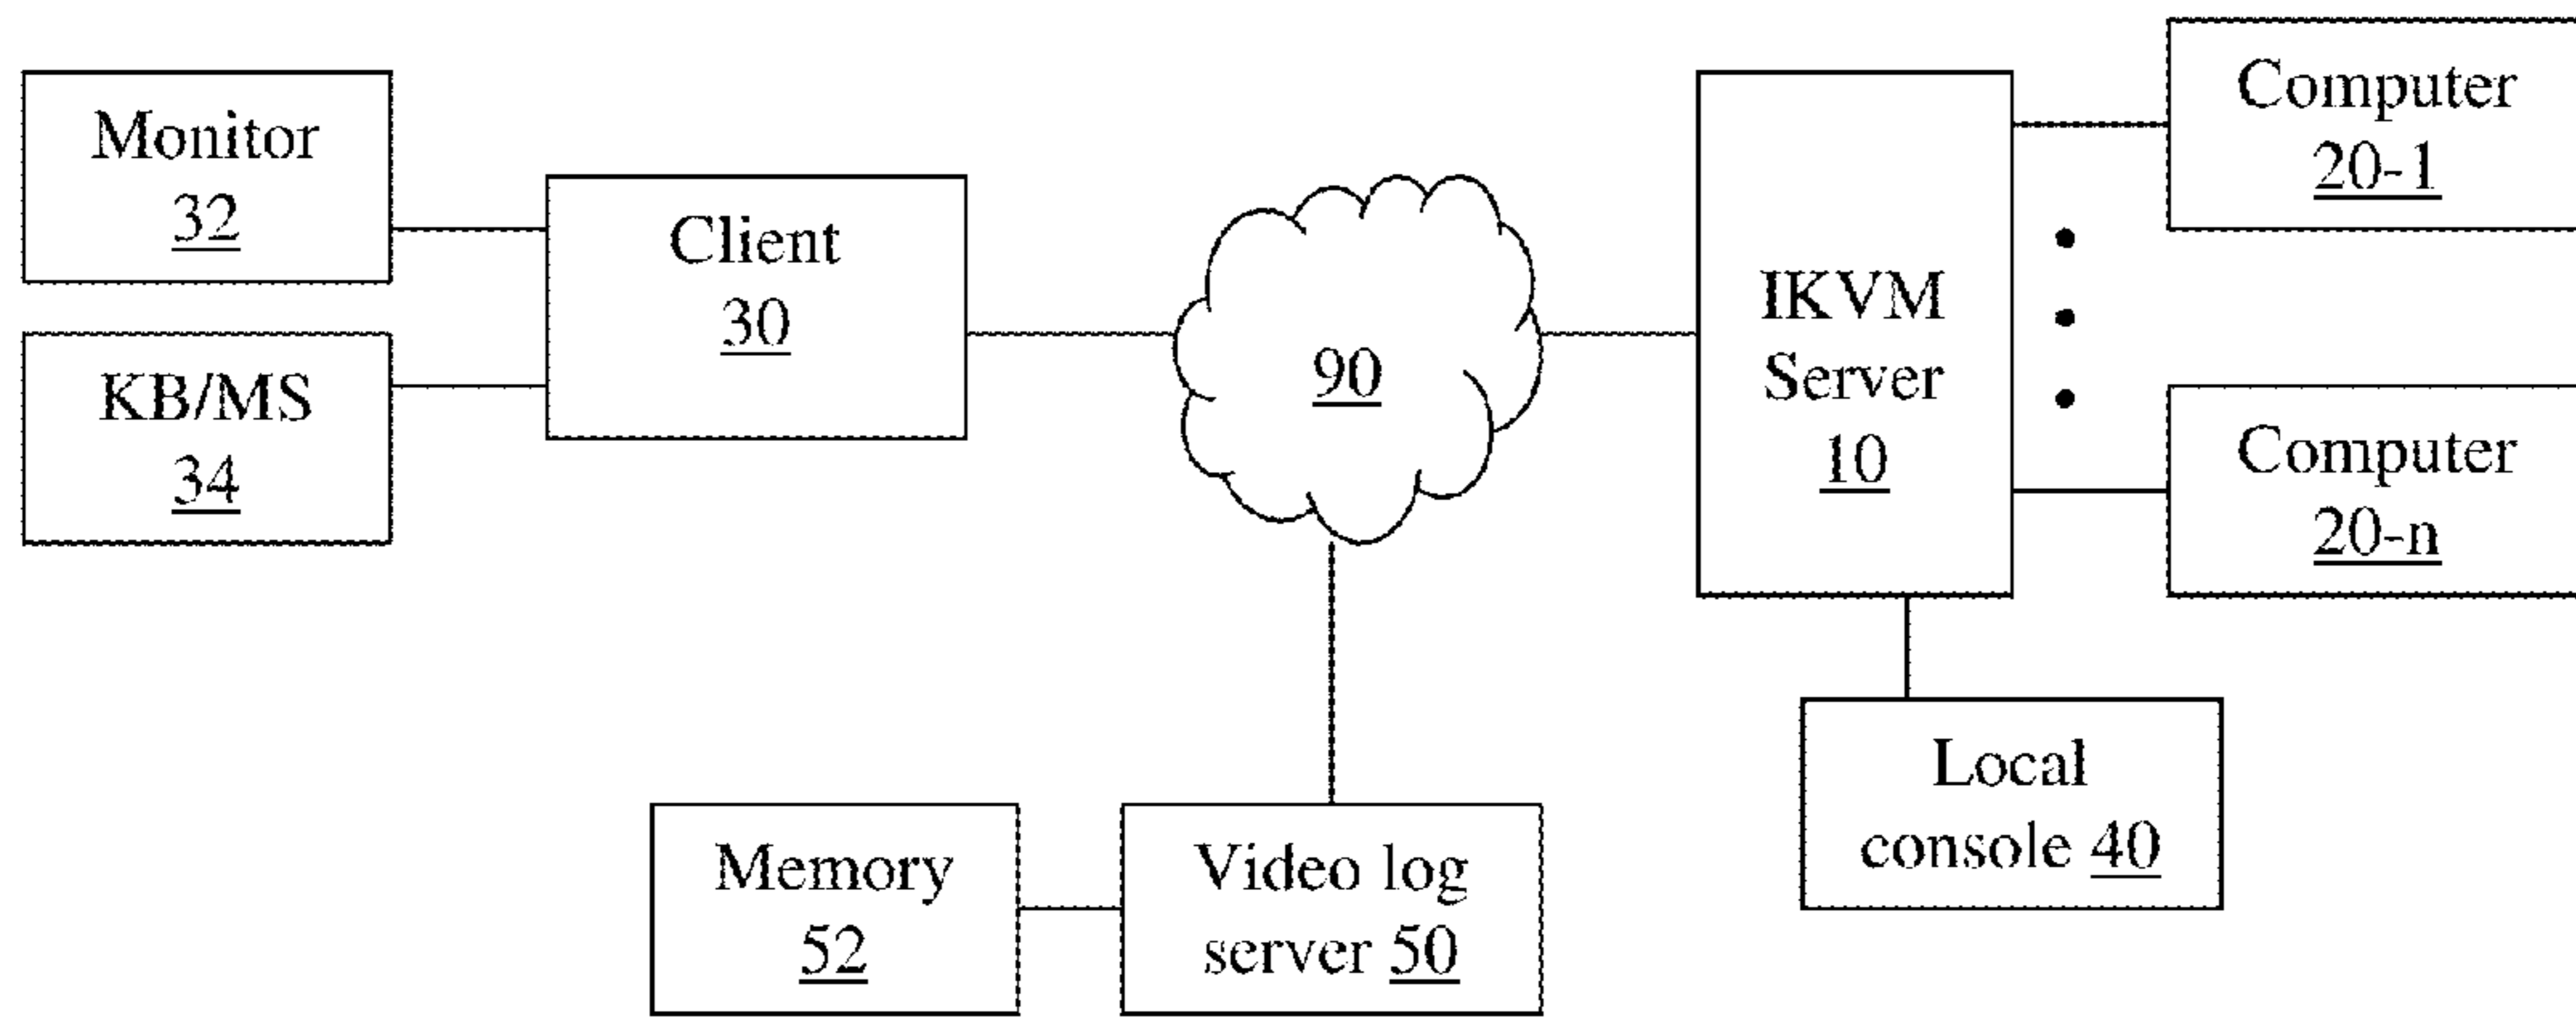 Monitor
32
KB/MS
34
Client
30
90
IKVM
Server
10
Computer
20-1
Computer
20-n
Local
console 40
Memory
52
Video log
server 50